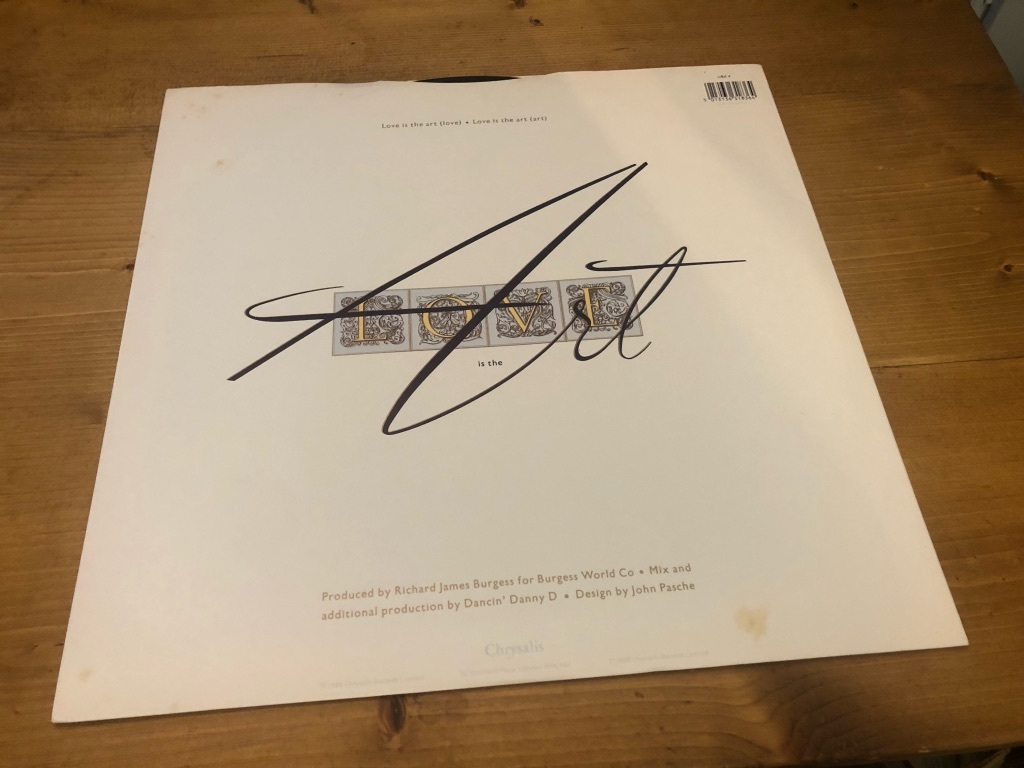 Love is the art (love) • Love is the art (art)
LOVE
is the
Art
Produced by Richard James Burgess for Burgess World Co • Mix and
additional production by Dancin' Danny D • Design by John Pasche
Chrysalis